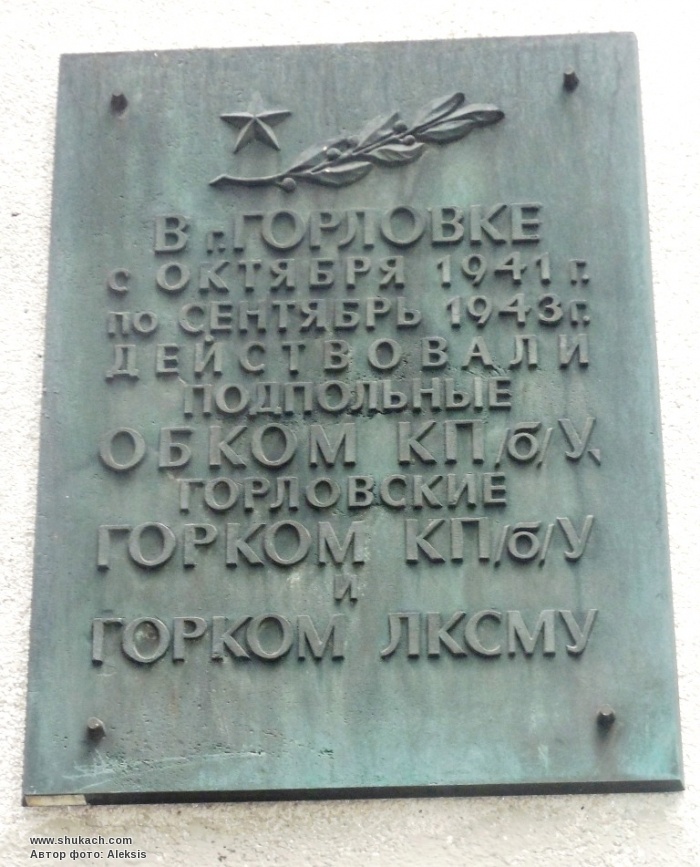 В г. ГОРЛОВКЕ
с ОКТЯБРЯ 1941 г.
по СЕНТЯБРЬ 1943 г.
ДЕЙСТВОВАЛИ
ПОДПОЛЬНЫЕ
ОБКОМ КП/б/У,
ГОРЛОВСКИЕ
ГОРКОМ КП/б/У
и
ГОРКОМ ЛКСМУ
www.shukach.com
Автор фото: Aleksis